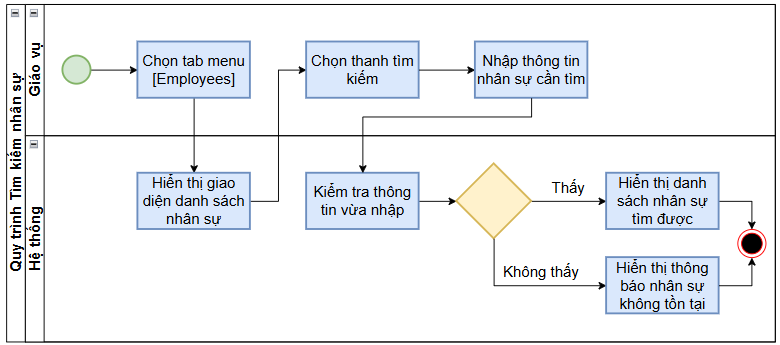 Quy trình Tìm kiếm nhân sự
Giáo vụ
Chọn tab menu
[Employees]
Chọn thanh tìm
kiếm
Nhập thông tin
nhân sự cần tìm
Hệ thống
Hiển thị giao
diện danh sách
nhân sự
Kiểm tra thông
tin vừa nhập
Thấy
Hiển thị danh
sách nhân sự
tìm được
Không thấy
Hiển thị thông
báo nhân sự
không tồn tại